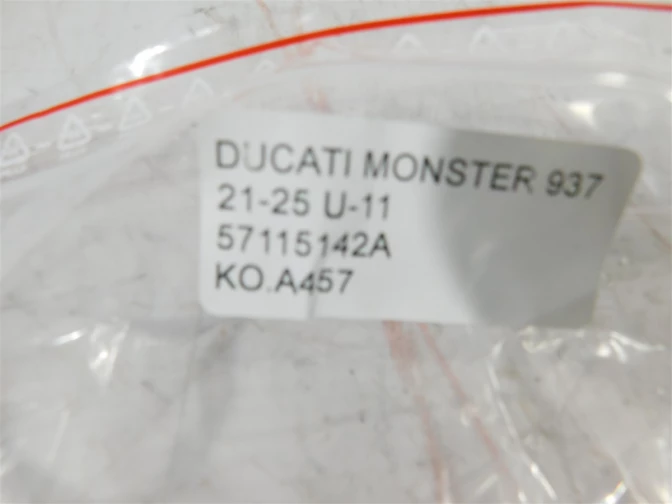 DUCATI MONSTER 937
21-25 U-11
57115142A
KO.A457